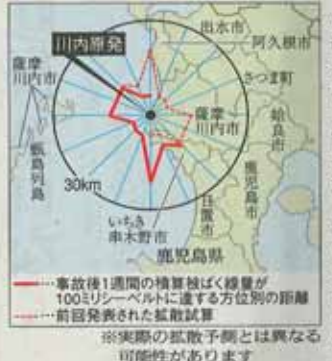 出水市
阿久根市
川内原発
さつま町
薩摩
川内市
薩摩
川内市
姶良市
甑島列島
鹿児島市
30km
日置市
いちき
串木野市
鹿児島県
…事故後1週間の積算検ばく線量が
100ミリシーベルトに達する方位別の距離
…前回発表された拡散試算
※実際の拡散予測とは異なる
可能性があります